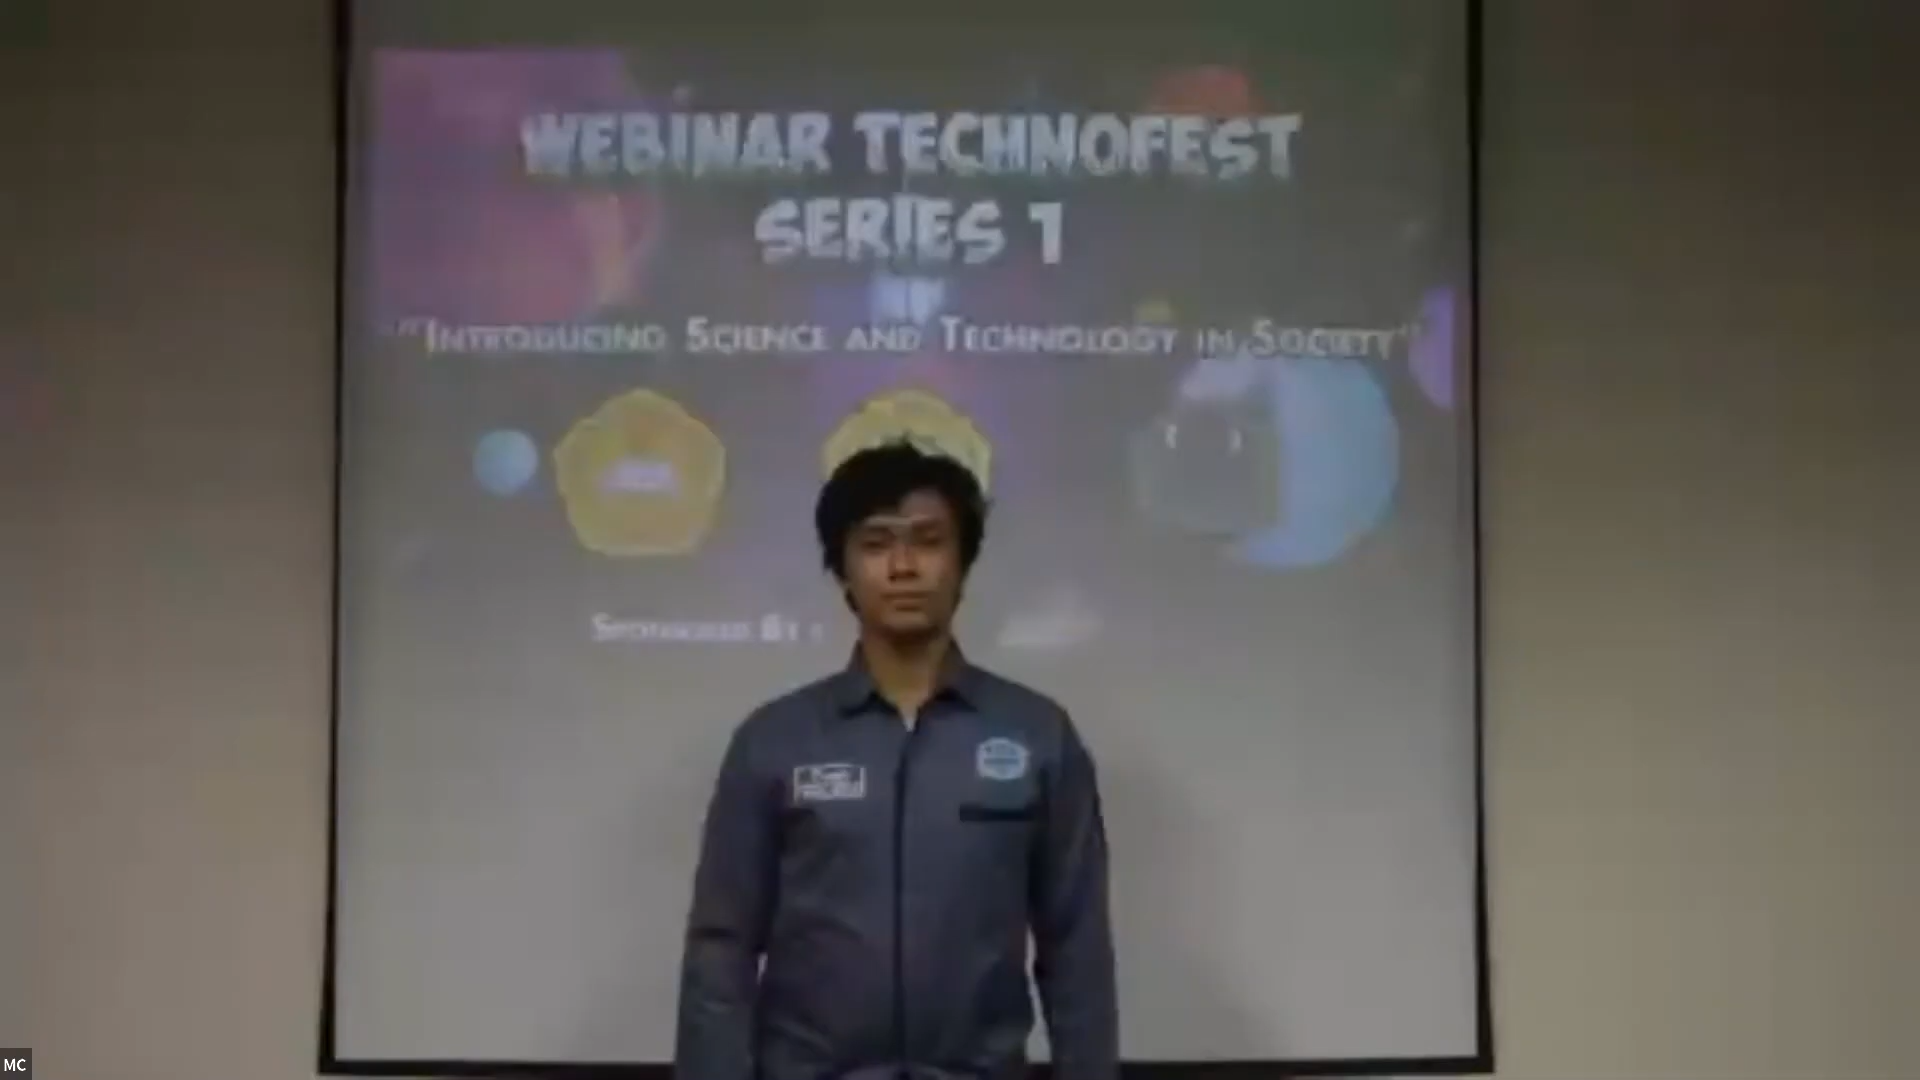 WEBINAR TECHNOFEST
SERIES 1
"INTRODUCING SCIENCE AND TECHNOLOGY IN SOCIETY"
SPONSORED BY :
MC